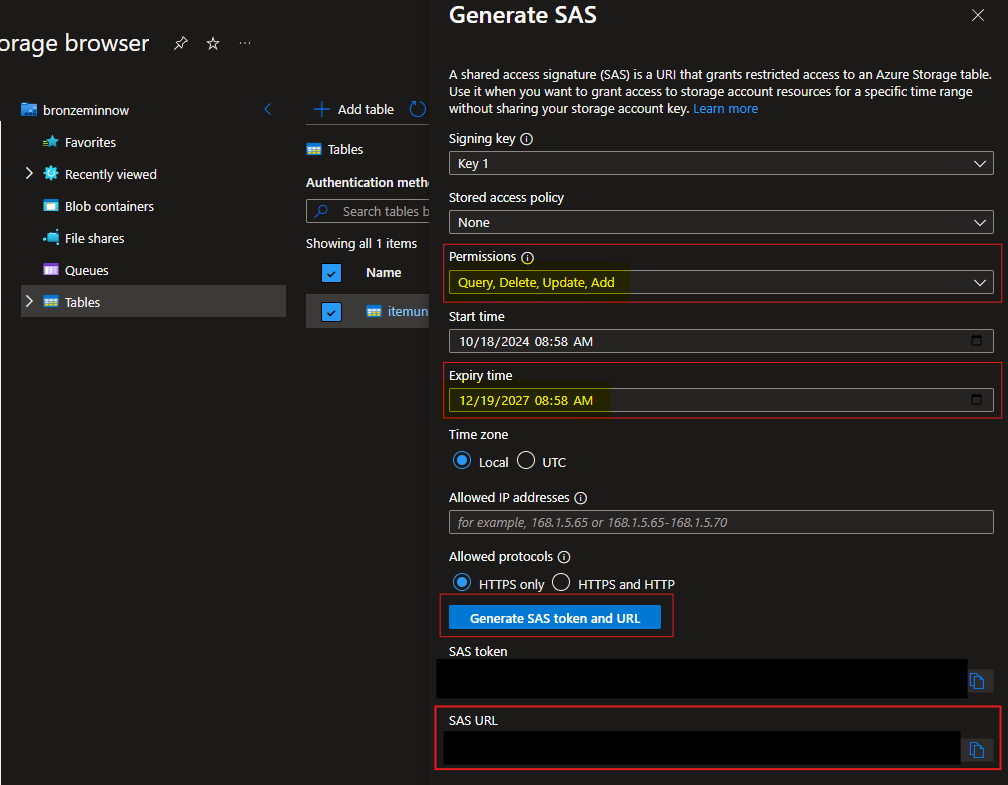 orage browser
bronzeminnow
Favorites
Recently viewed
Blob containers
File shares
Queues
Tables
Add table
Tables
Authentication meth
Search tables b
Showing all 1 items
Name
itemun
Generate SAS
A shared access signature (SAS) is a URI that grants restricted access to an Azure Storage table.
Use it when you want to grant access to storage account resources for a specific time range
without sharing your storage account key. Learn more
Signing key
Key 1
Stored access policy
None
Permissions
Query, Delete, Update, Add
Start time
10/18/2024 08:58 AM
Expiry time
12/19/2027 08:58 AM
Time zone
Local UTC
Allowed IP addresses
for example, 168.1.5.65 or 168.1.5.65-168.1.5.70
Allowed protocols
HTTPS only HTTPS and HTTP
Generate SAS token and URL
SAS token
SAS URL